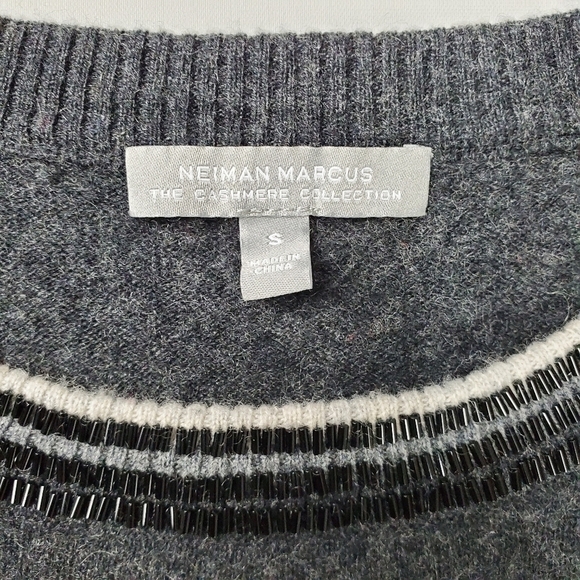 NEIMAN MARCUS
THE CASHMERE COLLECTION
S
MADE IN
CHINA